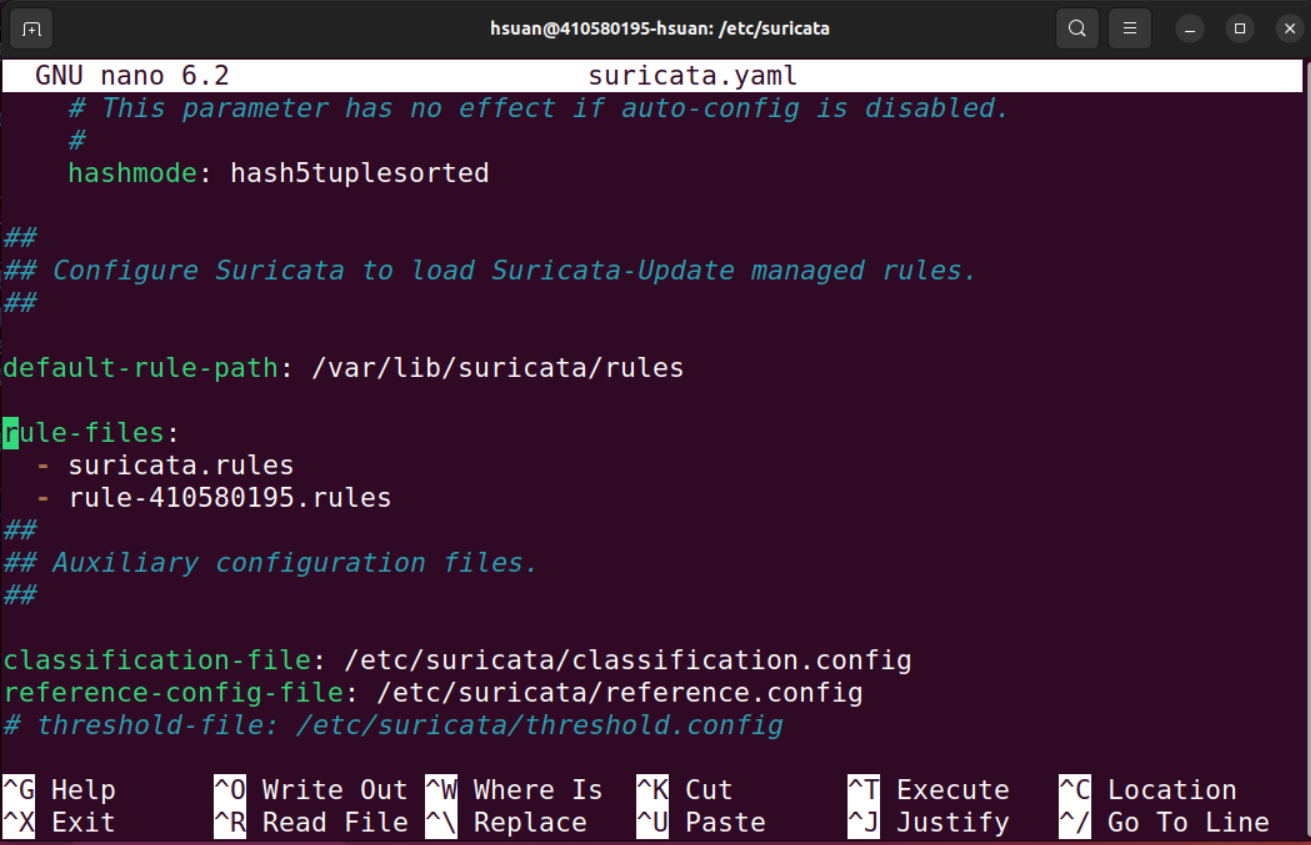 hsuan@410580195-hsuan: /etc/suricata
GNU nano 6.2 suricata.yaml
# This parameter has no effect if auto-config is disabled.
#
hashmode: hash5tuplesorted
##
## Configure Suricata to load Suricata-Update managed rules.
##
default-rule-path: /var/lib/suricata/rules
rule-files:
- suricata.rules
- rule-410580195.rules
##
## Auxiliary configuration files.
##
classification-file: /etc/suricata/classification.config
reference-config-file: /etc/suricata/reference.config
# threshold-file: /etc/suricata/threshold.config
^G Help ^O Write Out ^W Where Is ^K Cut ^T Execute ^C Location
^X Exit ^R Read File ^\ Replace ^U Paste ^J Justify ^/ Go To Line